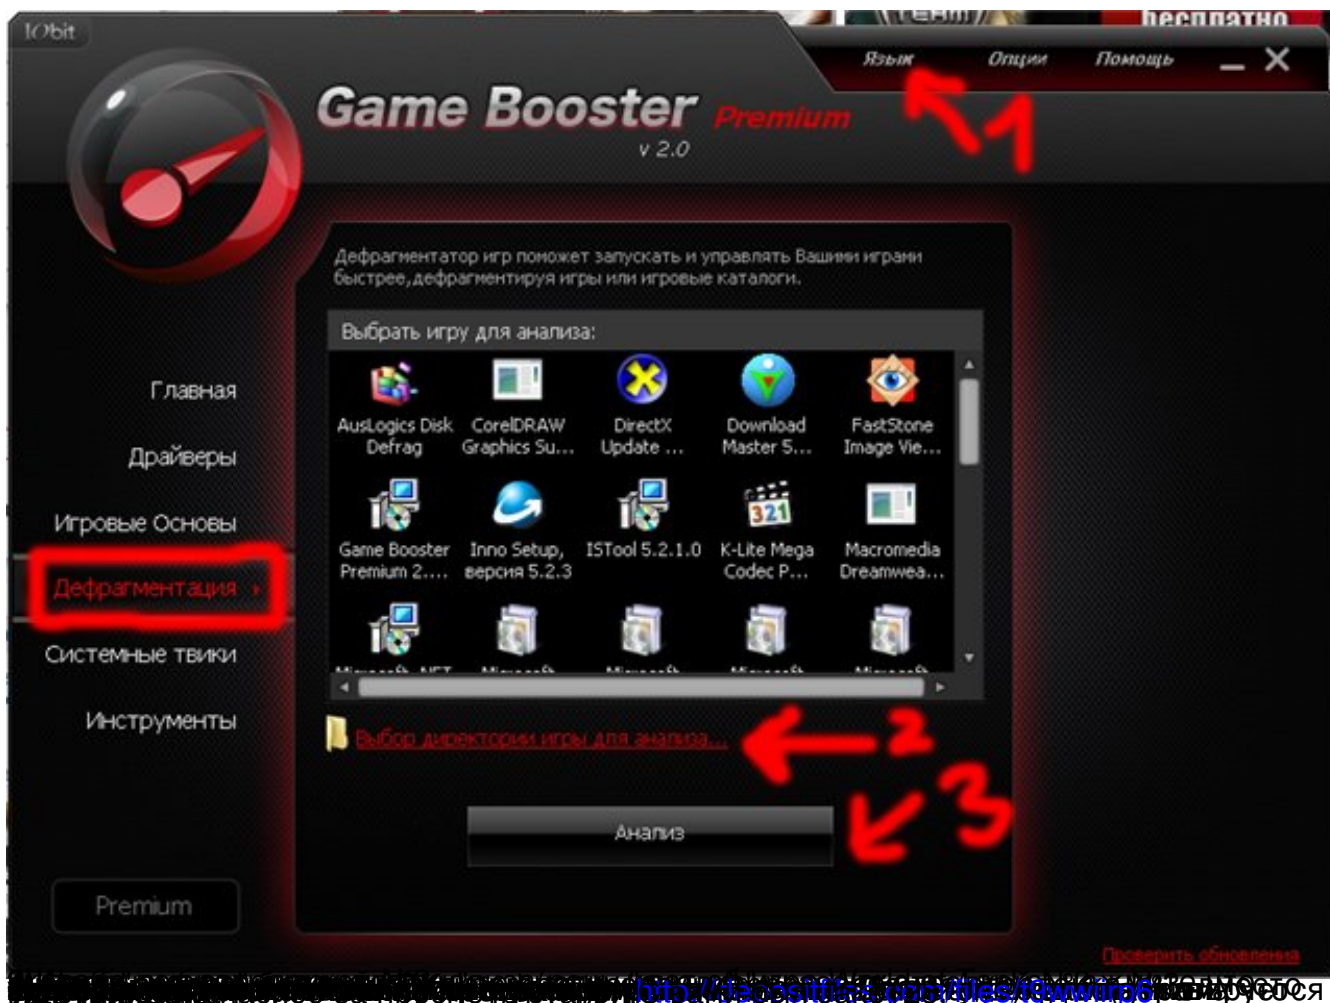 IObit
бесплатно
Язык Опции Помощь
Game Booster Premium
v 2.0
1
Дефрагментатор игр поможет запускать и управлять Вашими играми
быстрее,дефрагментируя игры или игровые каталоги.
Выбрать игру для анализа:
AusLogics Disk Defrag
CorelDRAW Graphics Su...
DirectX Update ...
Download Master 5...
FastStone Image Vie...
321
Game Booster Premium 2....
Inno Setup, версия 5.2.3
ISTool 5.2.1.0
K-Lite Mega Codec P...
Macromedia Dreamwea...
Главная
Драйверы
Игровые Основы
Дефрагментация
Системные твики
Инструменты
Выбор директории игры для анализа...
2
3
Анализ
Premium
Проверить обновления